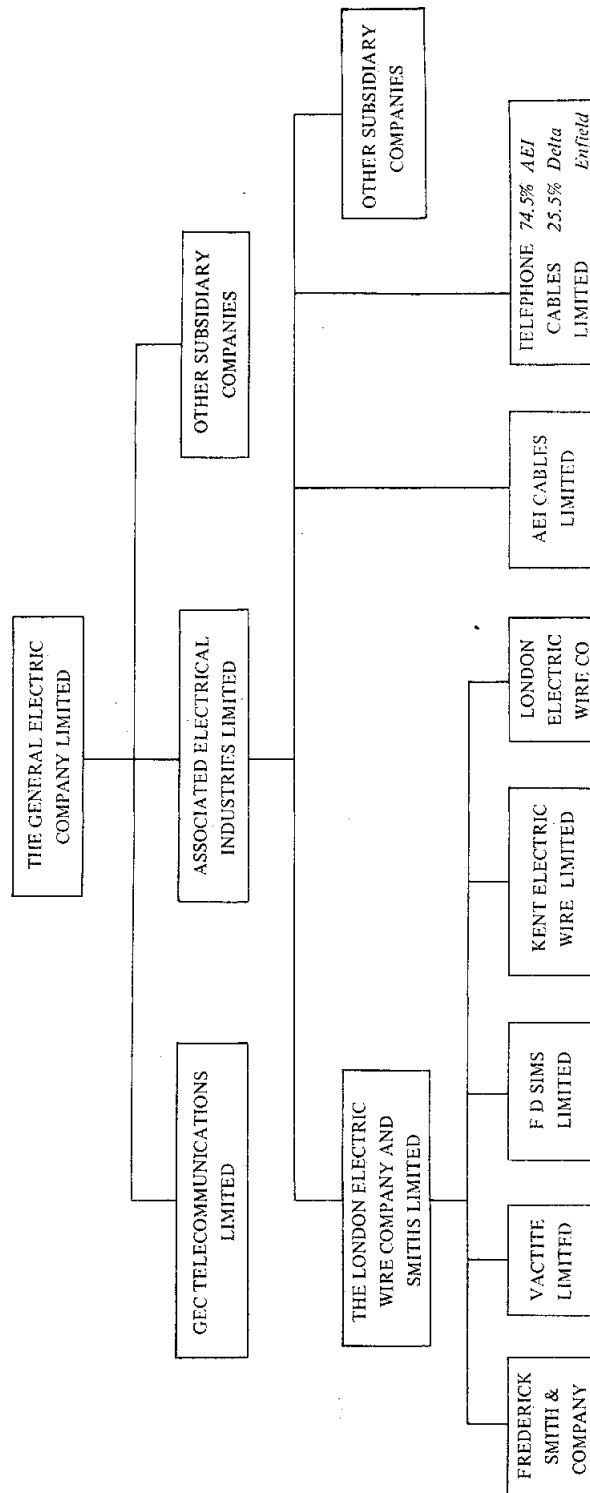 THE GENERAL ELECTRIC
COMPANY LIMITED
GEC TELECOMMUNICATIONS
LIMITED
ASSOCIATED ELECTRICAL
INDUSTRIES LIMITED
OTHER SUBSIDIARY
COMPANIES
THE LONDON ELECTRIC
WIRE COMPANY AND
SMITHS LIMITED
OTHER SUBSIDIARY
COMPANIES
FREDERICK
SMITH &
COMPANY
VACTITE
LIMITED
F D SIMS
LIMITED
KENT ELECTRIC
WIRE LIMITED
LONDON
ELECTRIC
WIRE CO
AEI CABLES
LIMITED
TELEPHONE 74.5% AEI
CABLES 25.5% Delta
LIMITED Enfield